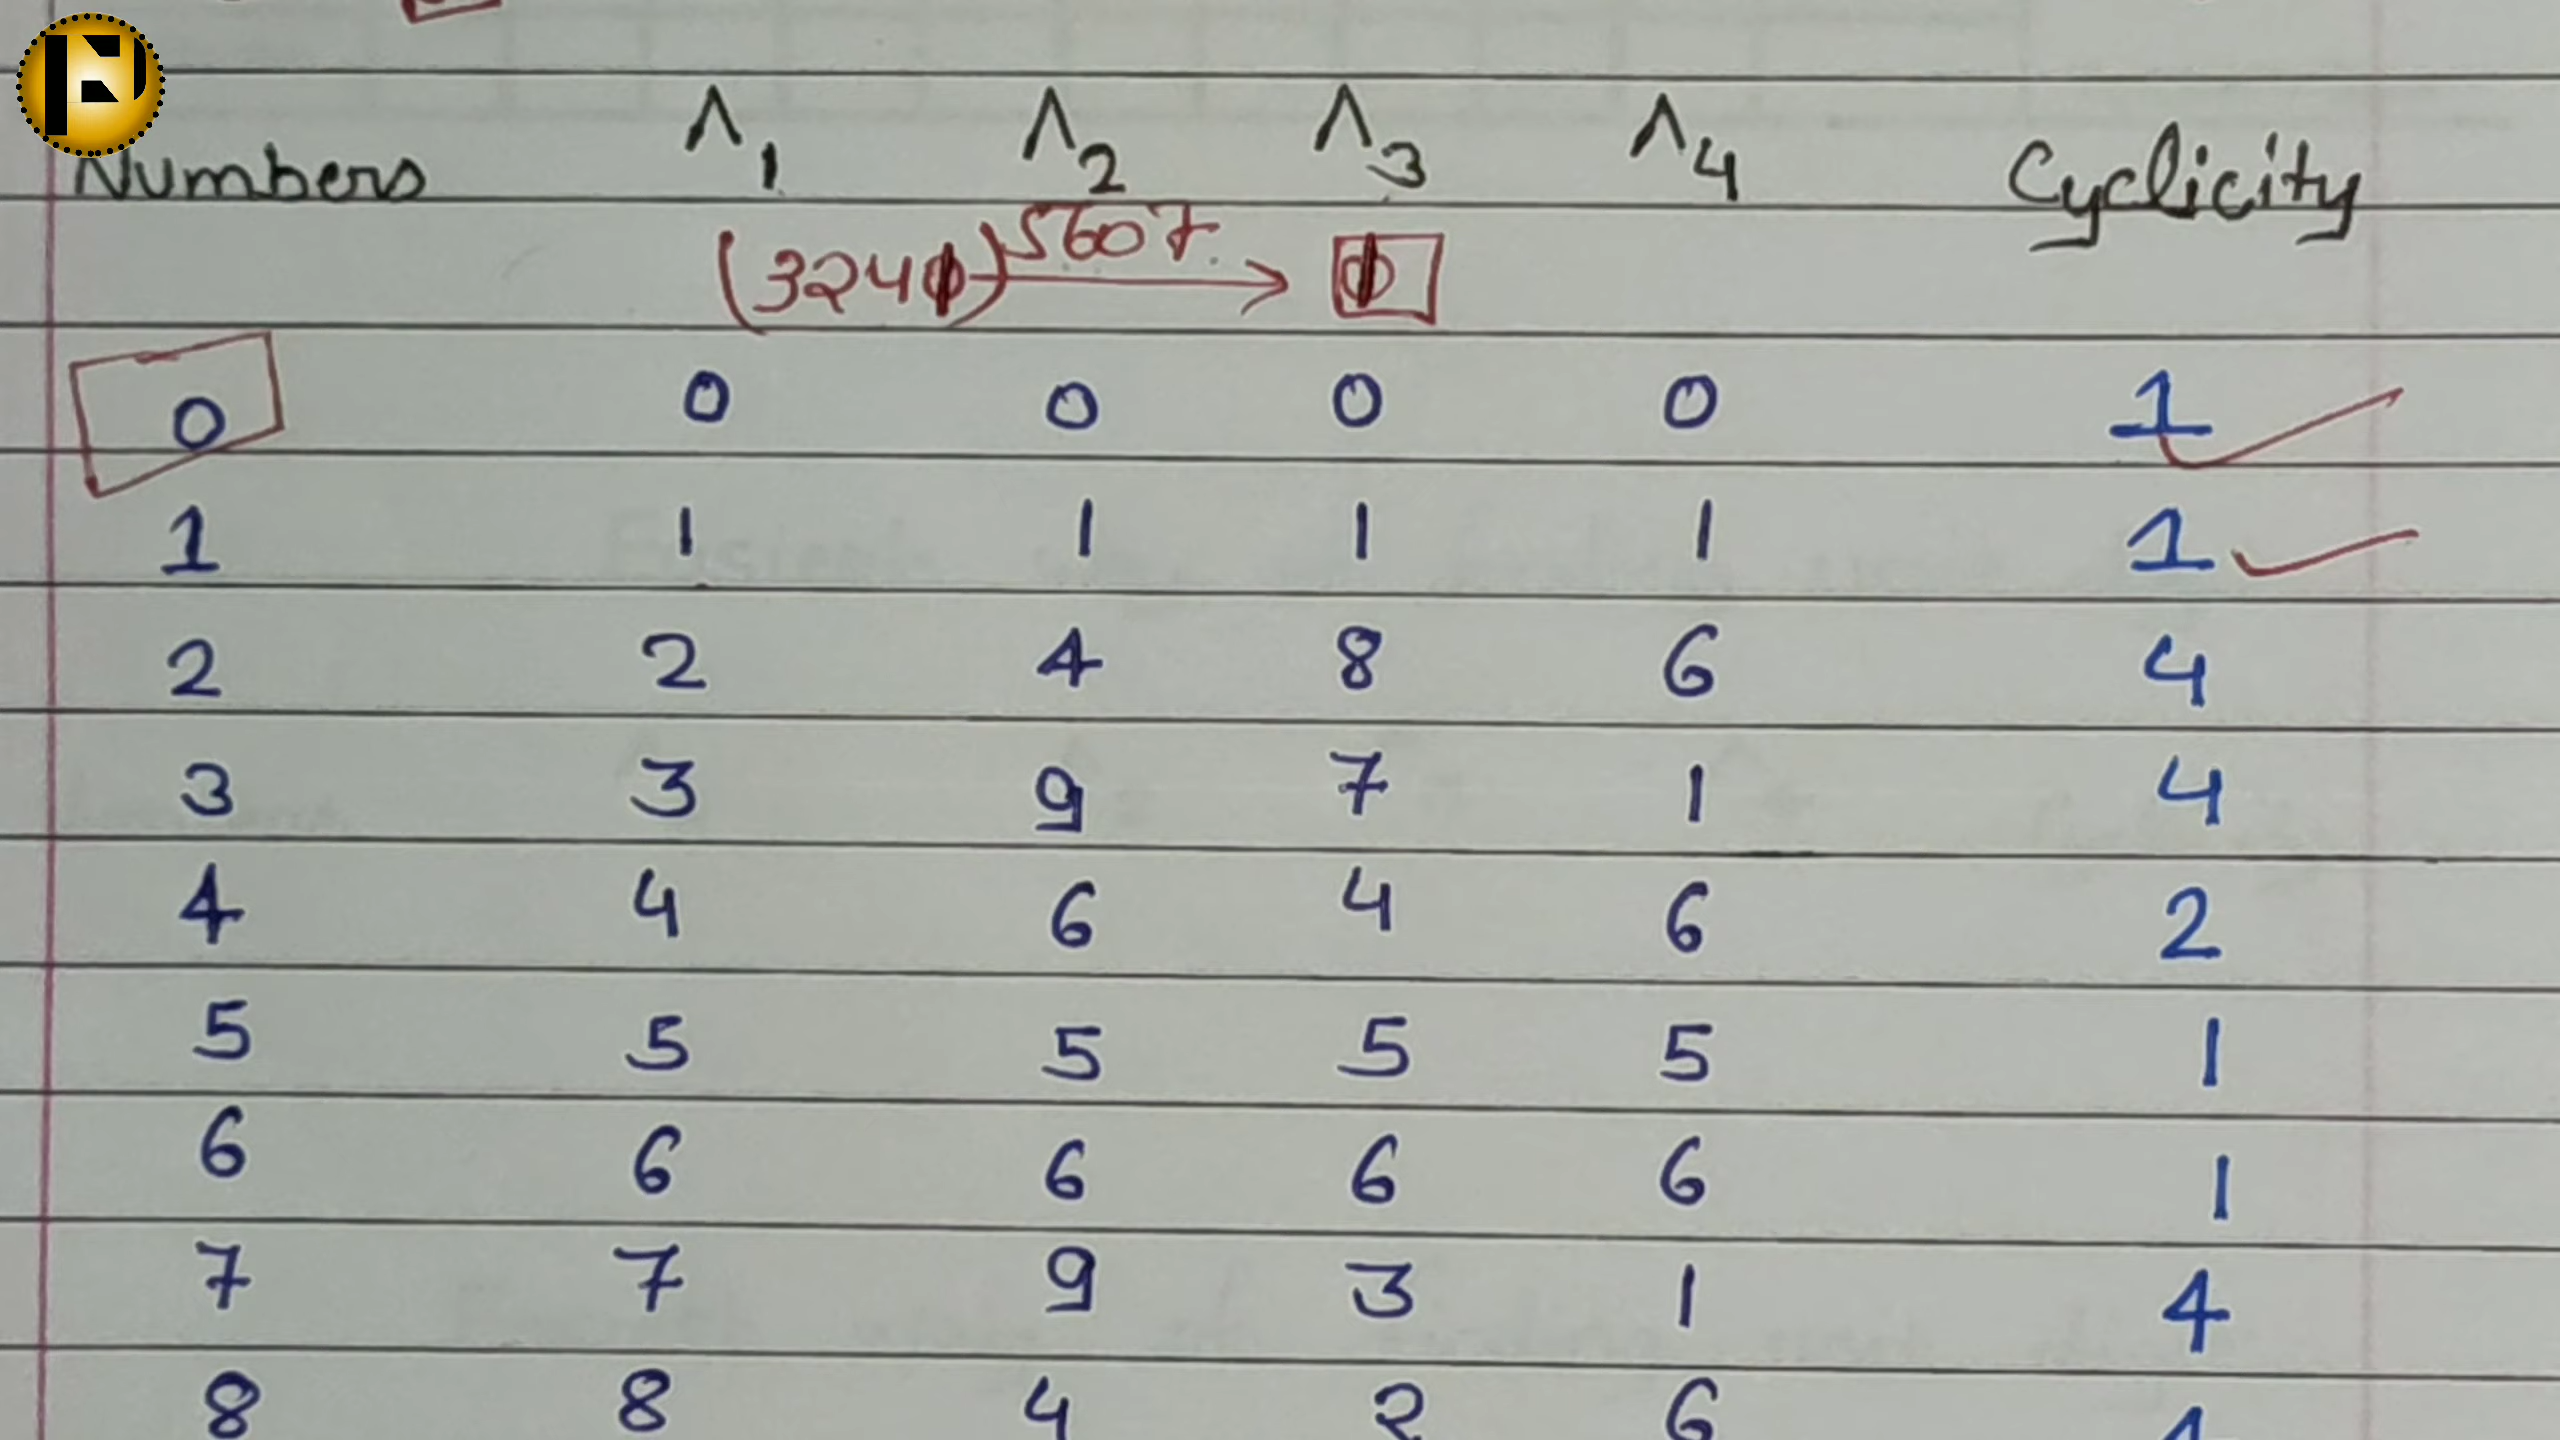 Numbers ^1 ^2 ^3 ^4 Cyclicity
(3240)5607 → 0
0 0 0 0 0 1
1 1 1 1 1 1
2 2 4 8 6 4
3 3 9 7 1 4
4 4 6 4 6 2
5 5 5 5 5 1
6 6 6 6 6 1
7 7 9 3 1 4
8 8 4 2 6